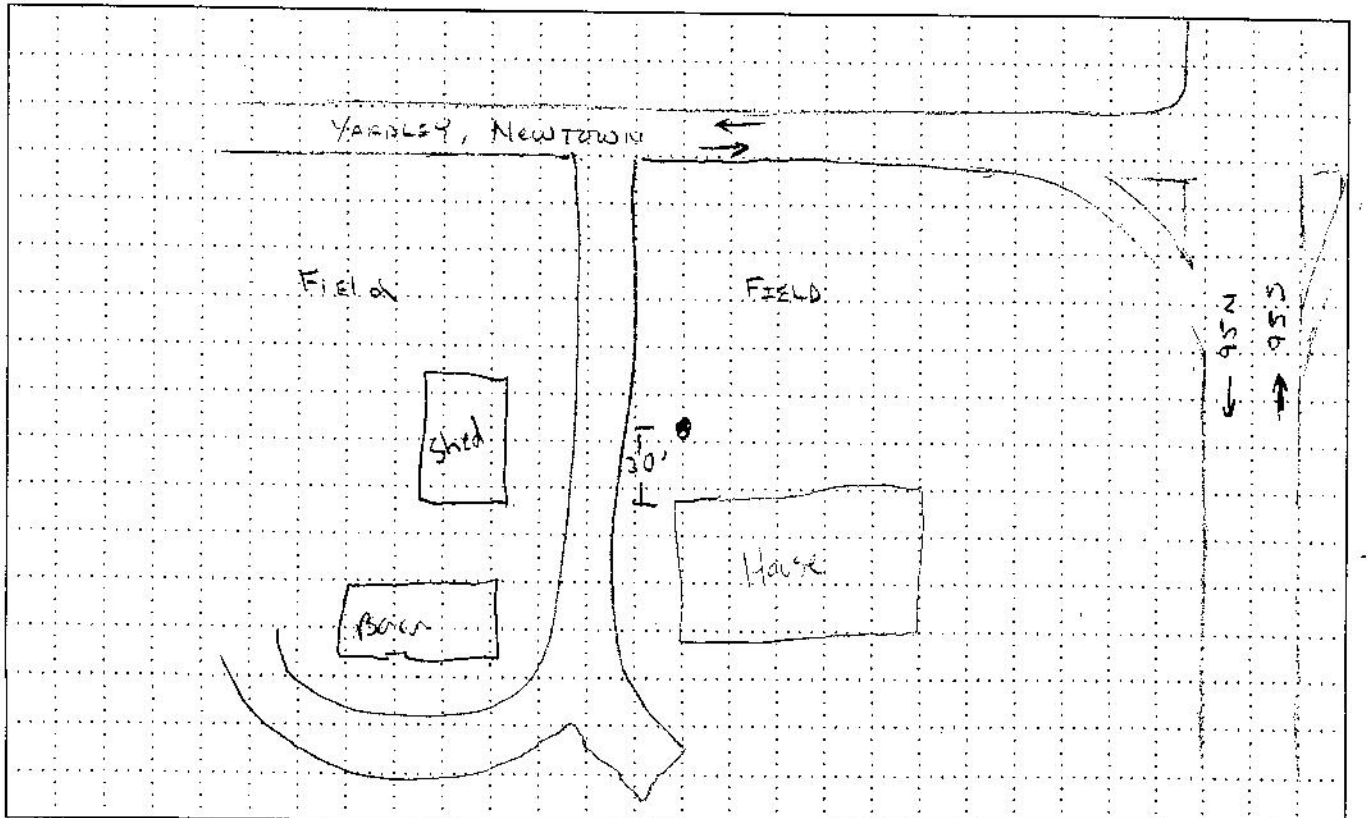 YARDLEY, NEWTOWN
Field
FIELD
95 N
95 S
Shed
30'
House
Barn